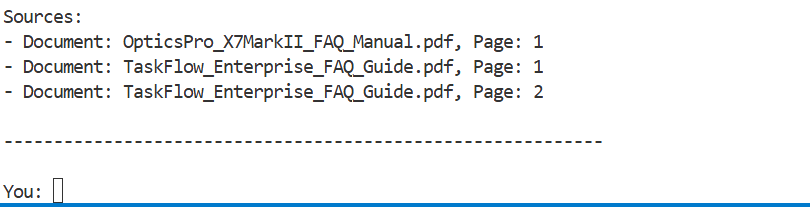 Sources:
- Document: OpticsPro_X7MarkII_FAQ_Manual.pdf, Page: 1
- Document: TaskFlow_Enterprise_FAQ_Guide.pdf, Page: 1
- Document: TaskFlow_Enterprise_FAQ_Guide.pdf, Page: 2
------------------------------------------------------------
You: